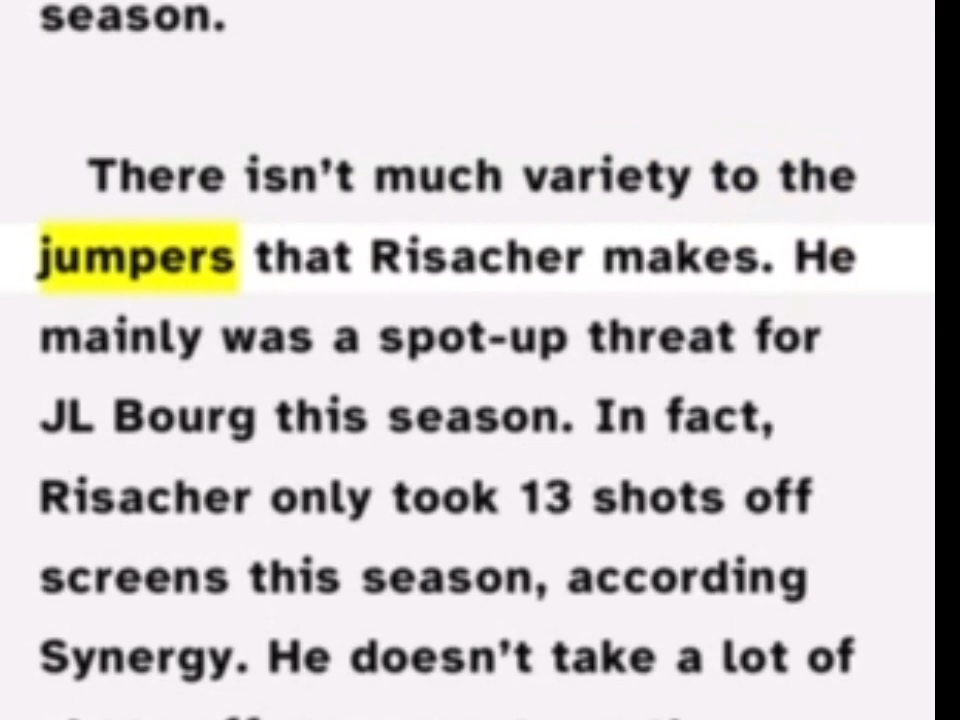 season.
There isn’t much variety to the
jumpers that Risacher makes. He
mainly was a spot-up threat for
JL Bourg this season. In fact,
Risacher only took 13 shots off
screens this season, according
Synergy. He doesn’t take a lot of